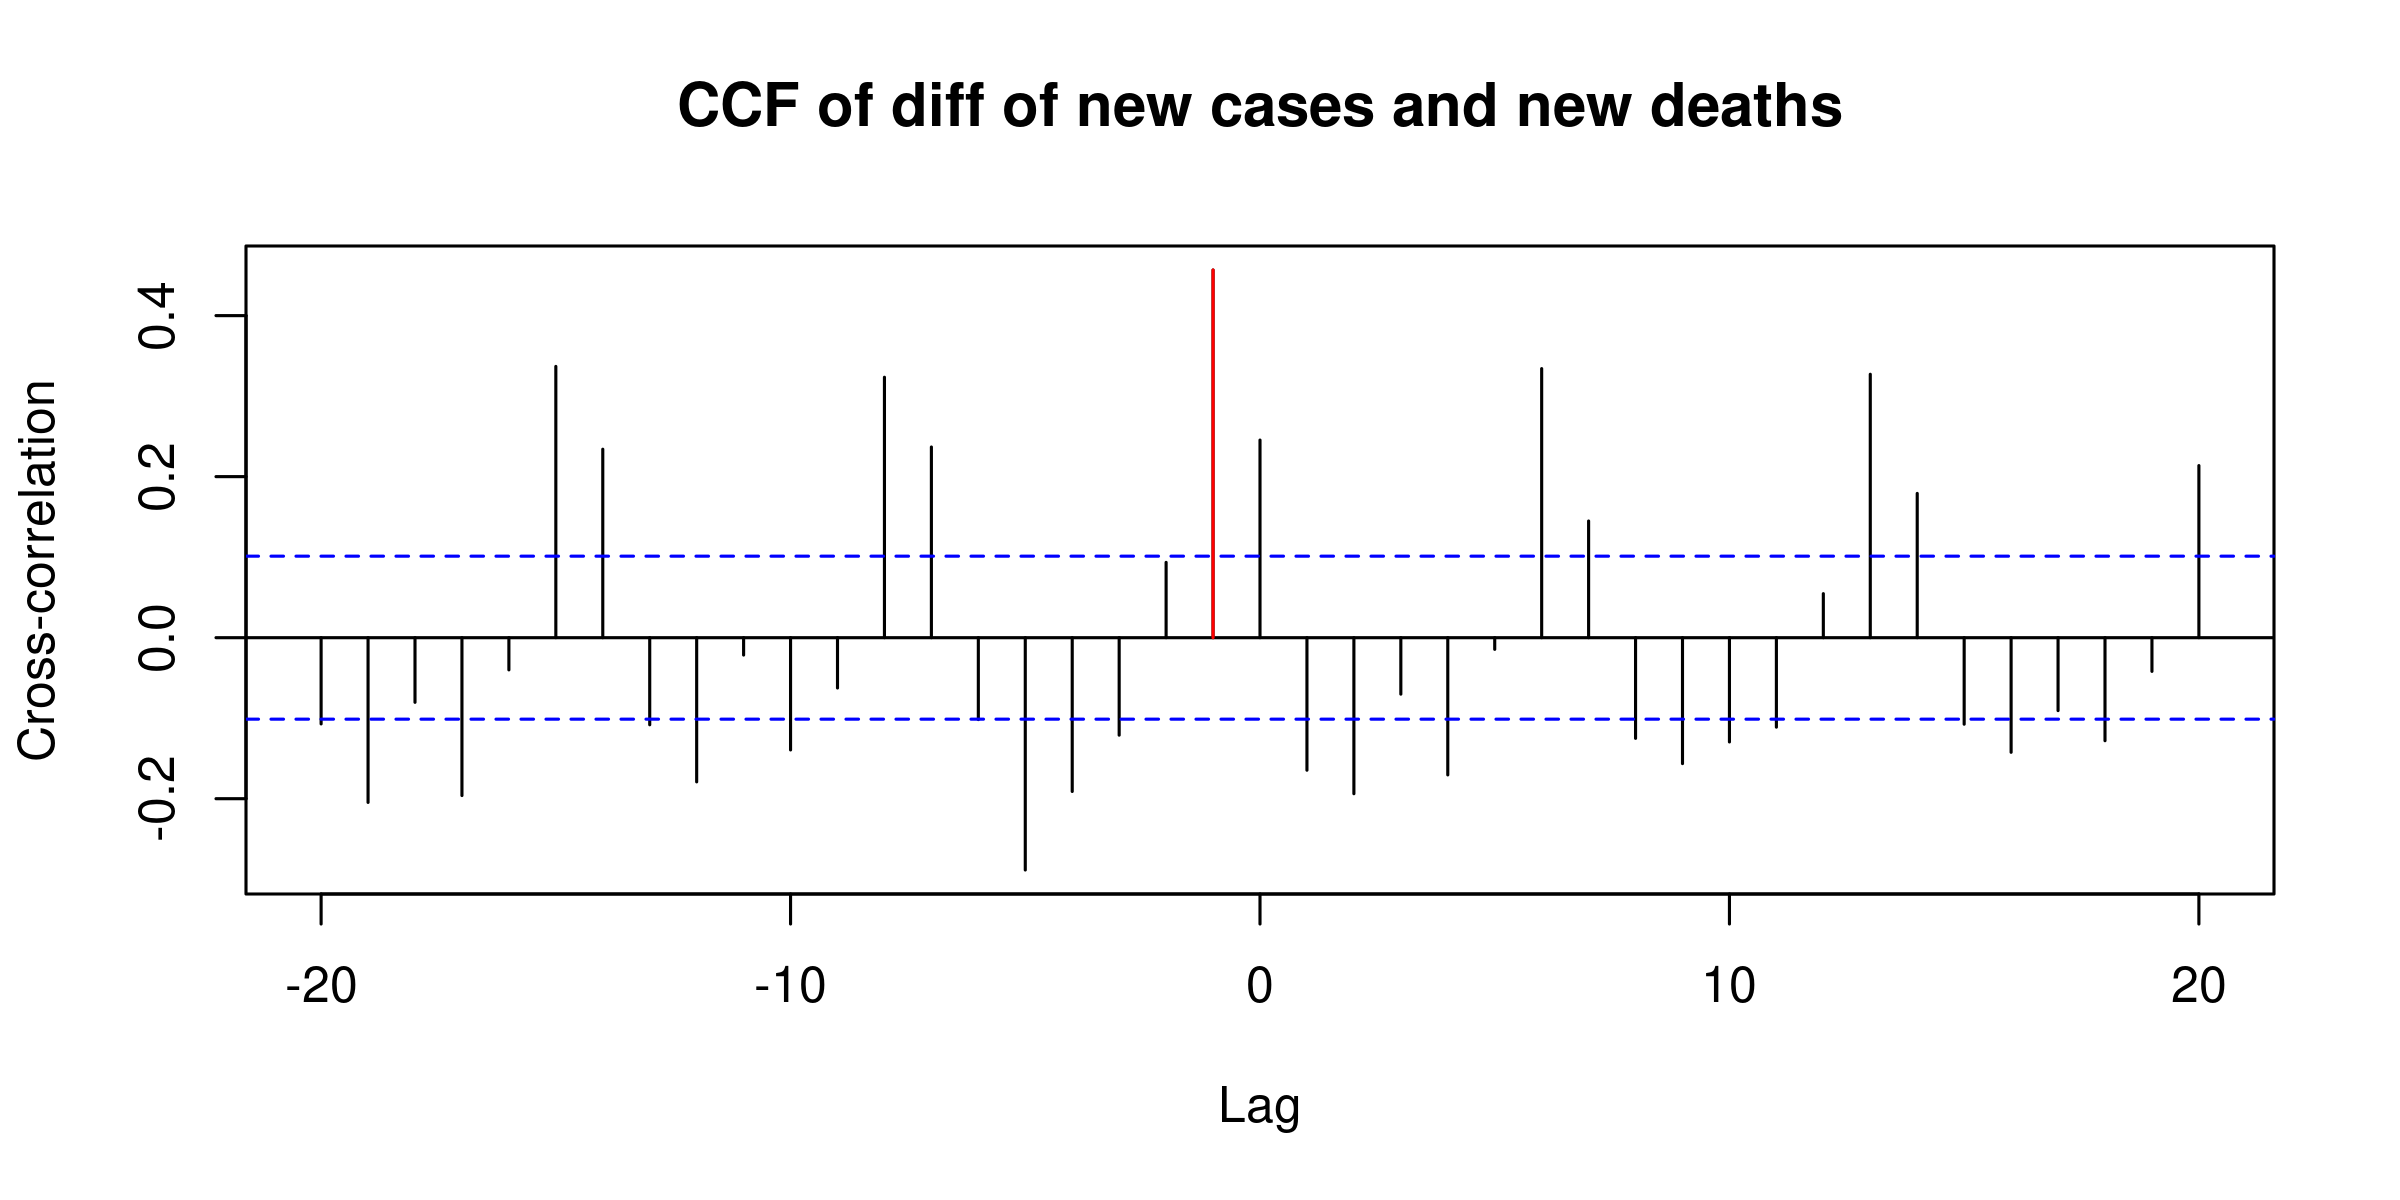 CCF of diff of new cases and new deaths
Cross-correlation
0.4
0.2
0.0
-0.2
-20 -10 0 10 20
Lag